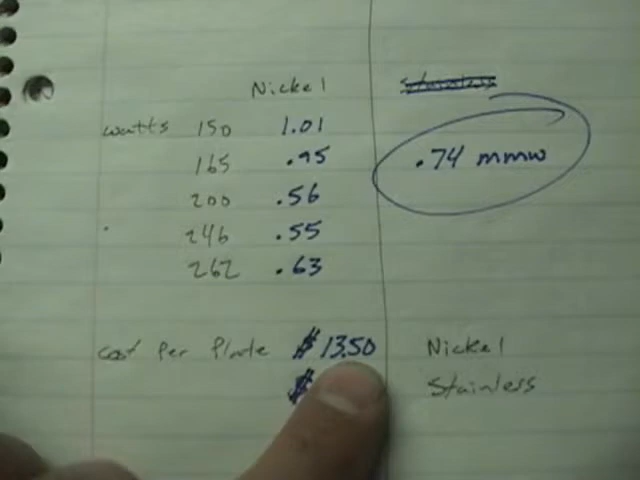 Nickel Stainless
watts 150 1.01
165 .95
.74 mmw
200 .56
246 .55
262 .63
cost Per Plate $13.50 Nickel
$ Stainless